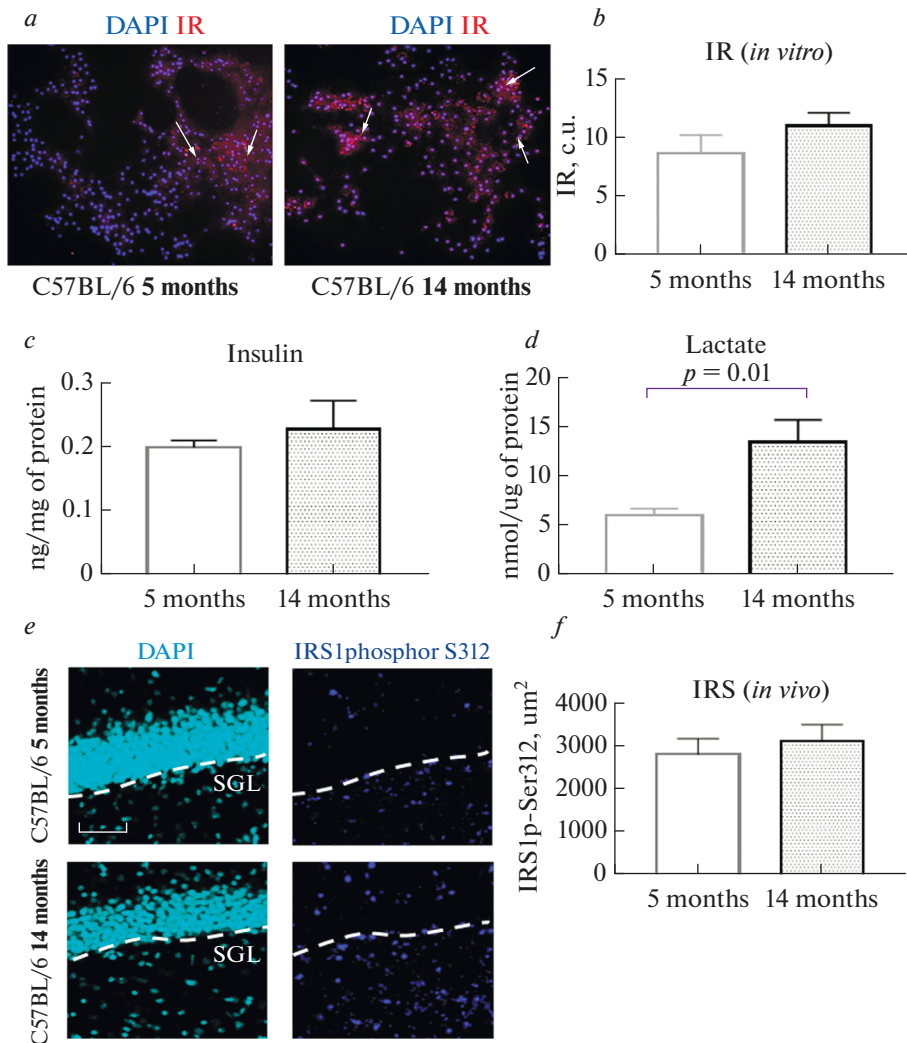 a
DAPI IR
DAPI IR
C57BL/6 5 months
C57BL/6 14 months
b
IR (in vitro)
IR, c.u.
15
10
5
0
5 months
14 months
c
Insulin
ng/mg of protein
0.3
0.2
0.1
0
5 months
14 months
d
Lactate
p = 0.01
nmol/ug of protein
20
15
10
5
0
5 months
14 months
e
DAPI
IRS1phosphor S312
C57BL/6 5 months
SGL
C57BL/6 14 months
SGL
f
IRS (in vivo)
IRS1p-Ser312, um²
4000
3000
2000
1000
0
5 months
14 months